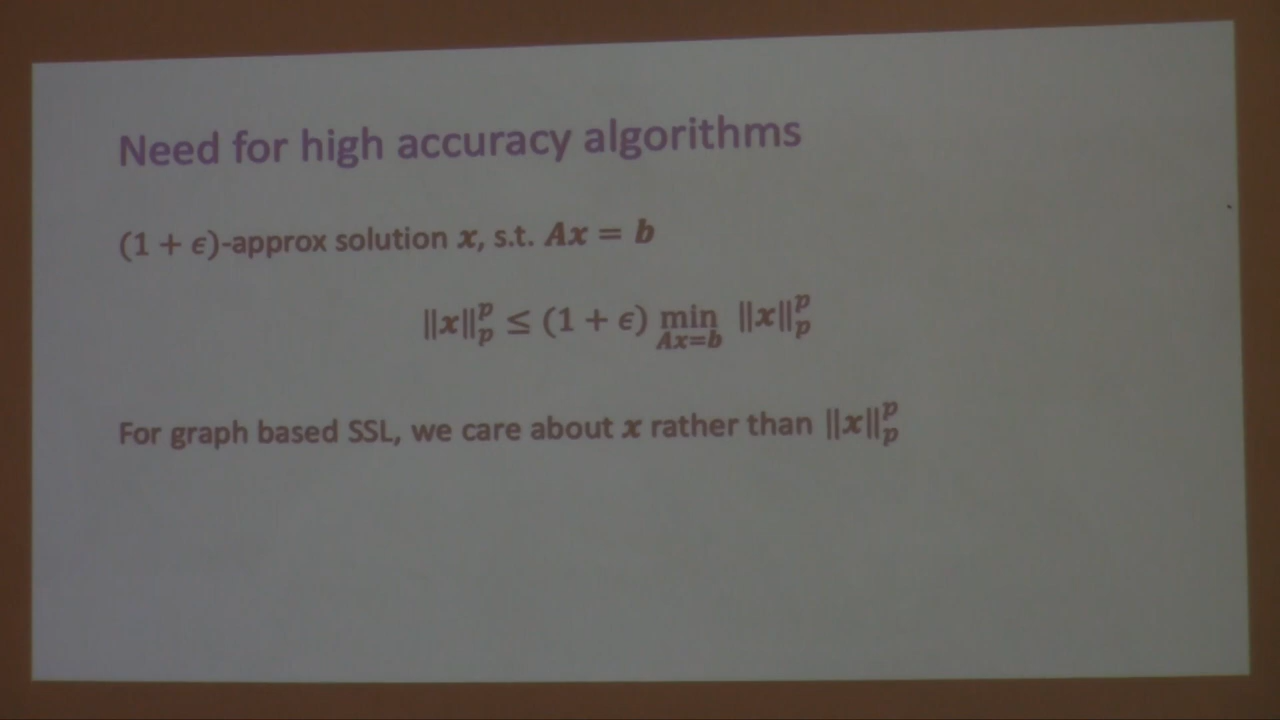 Need for high accuracy algorithms
(1 + ϵ)-approx solution x, s.t. Ax = b
‖x‖ₚᵖ ≤ (1 + ϵ) min_{Ax=b} ‖x‖ₚᵖ
For graph based SSL, we care about x rather than ‖x‖ₚᵖ